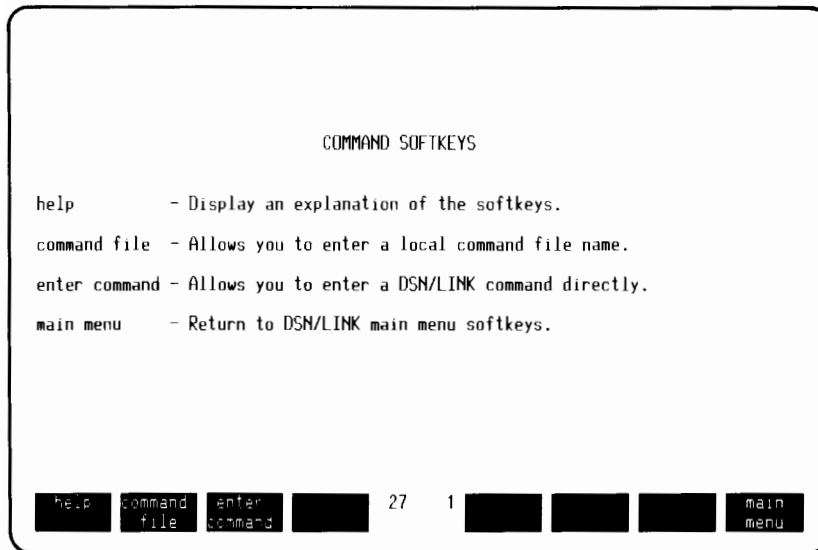 COMMAND SOFTKEYS
help - Display an explanation of the softkeys.
command file - Allows you to enter a local command file name.
enter command - Allows you to enter a DSN/LINK command directly.
main menu - Return to DSN/LINK main menu softkeys.
help command enter 27 1 main
file command menu